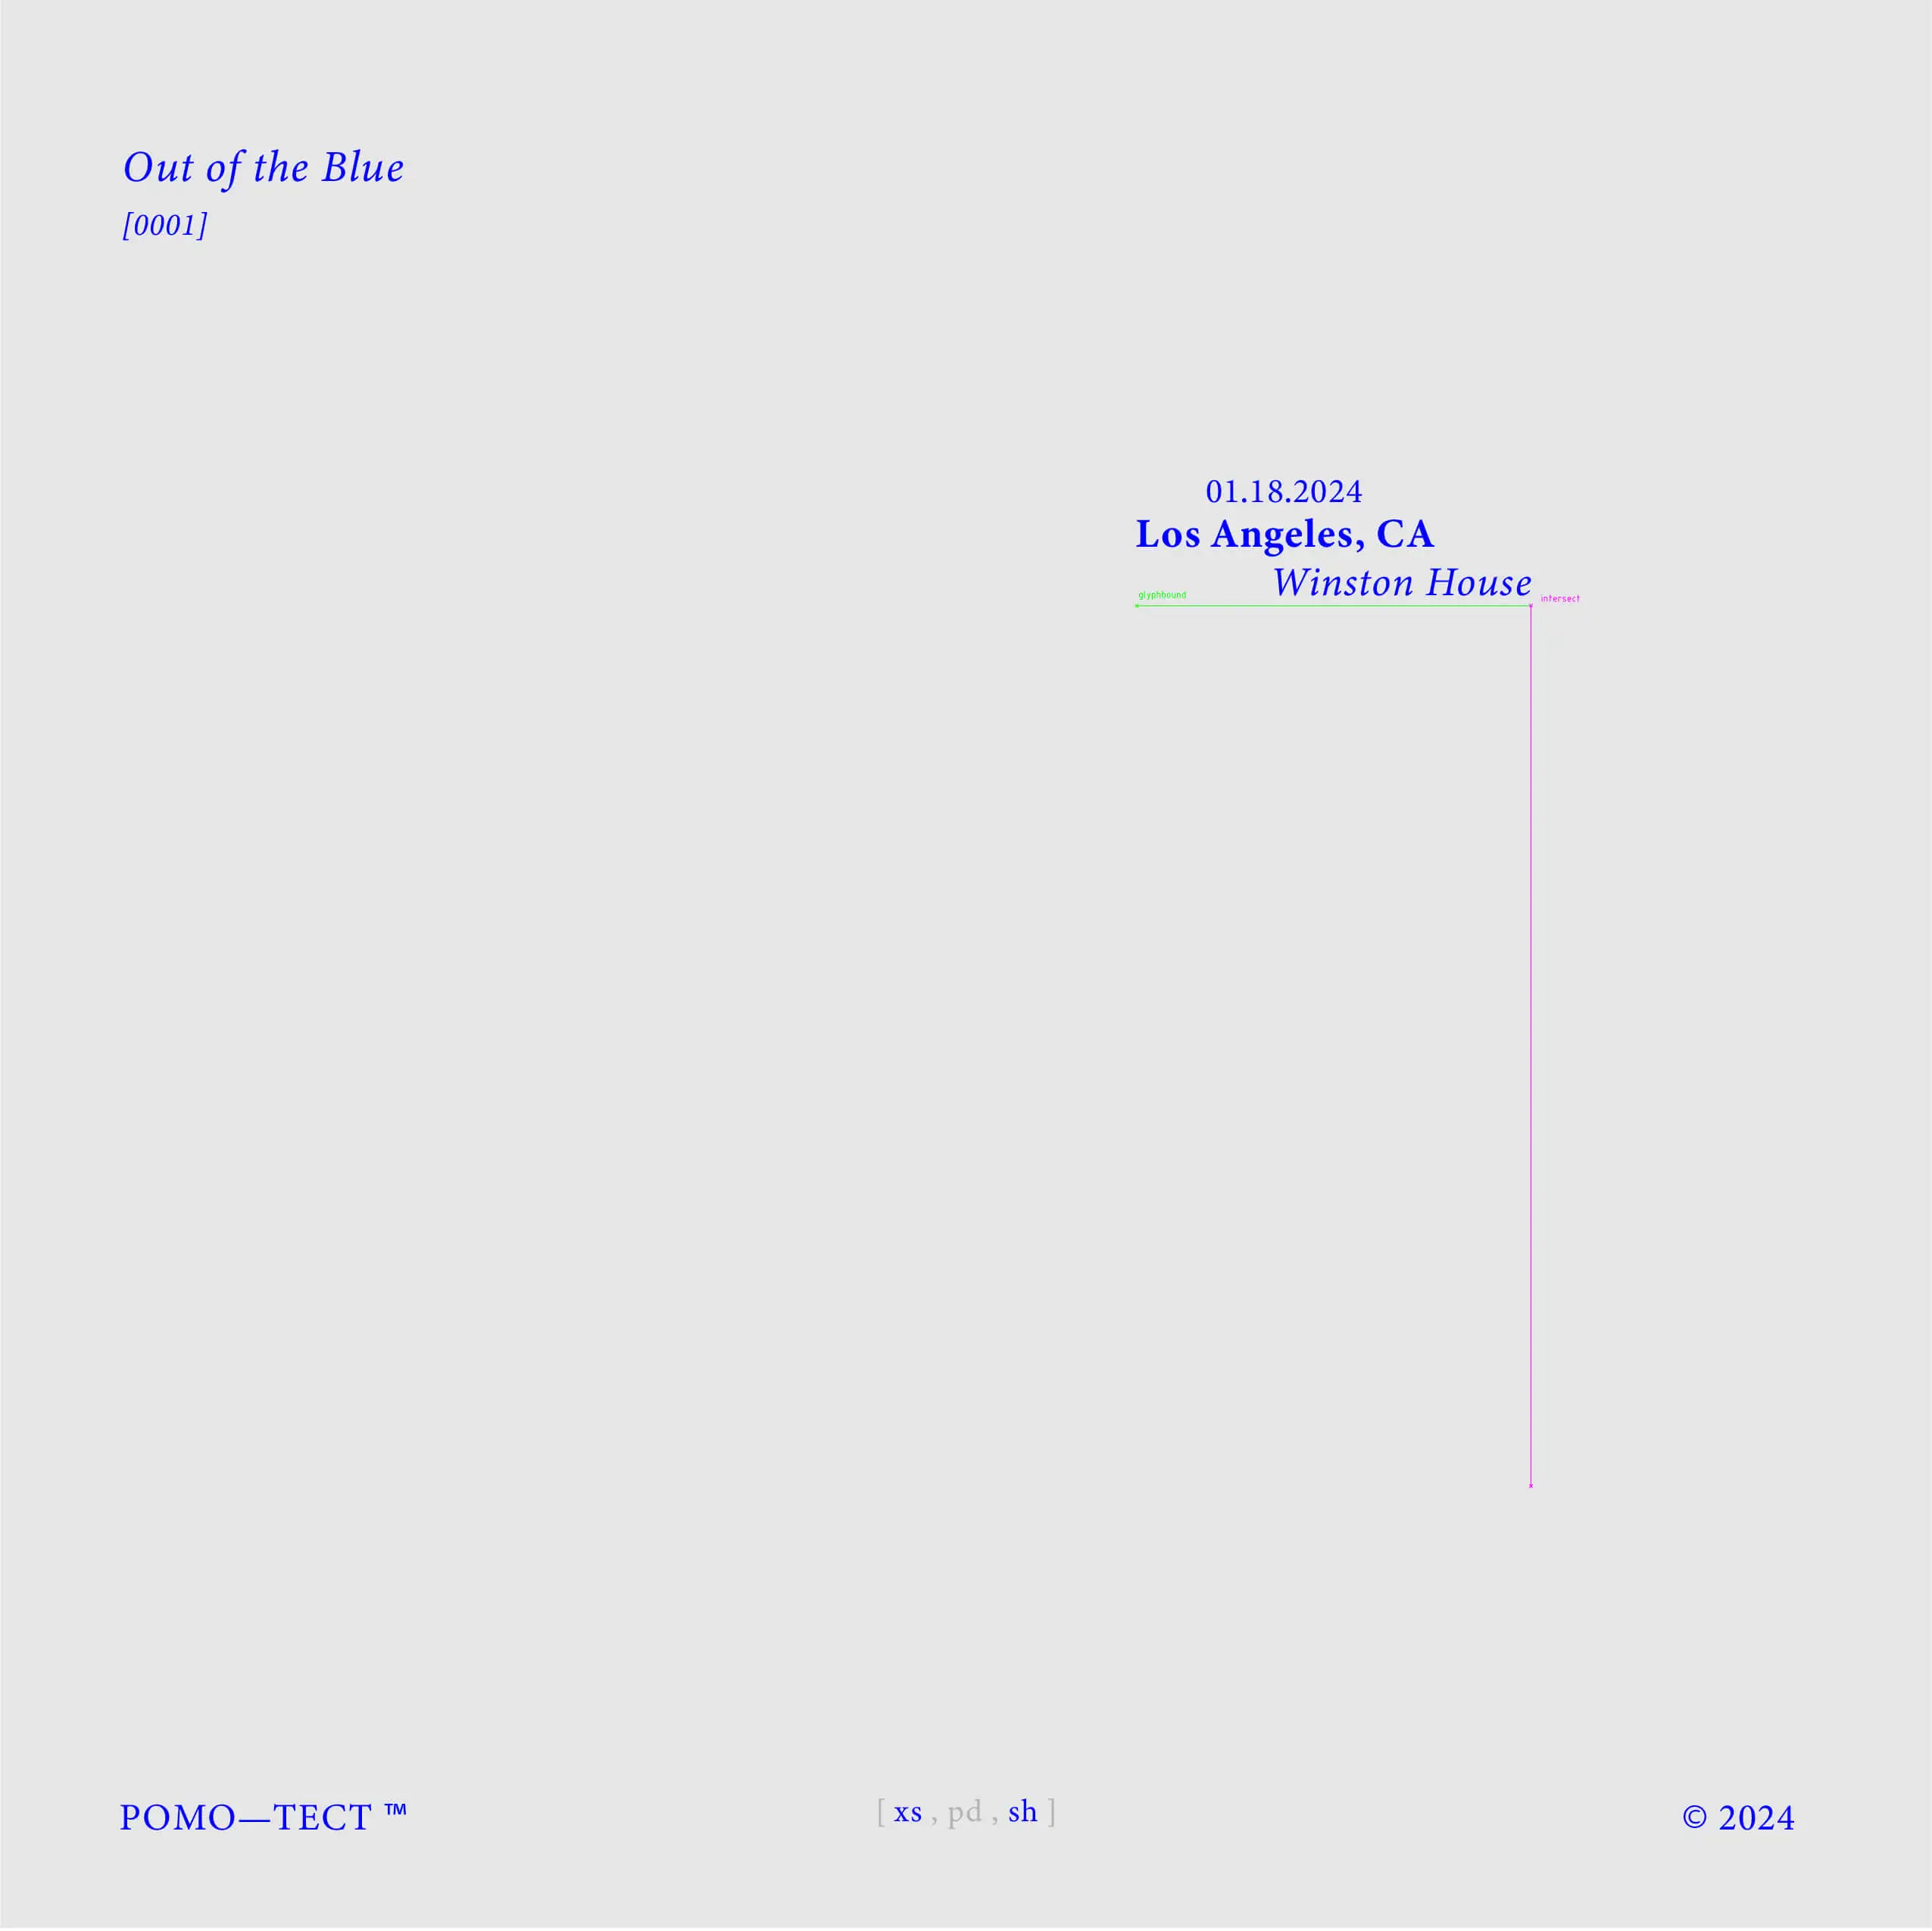 Out of the Blue
[0001]
01.18.2024
Los Angeles, CA
Winston House
glyphbound
intersect
POMO—TECT ™
[ xs , pd , sh ]
© 2024